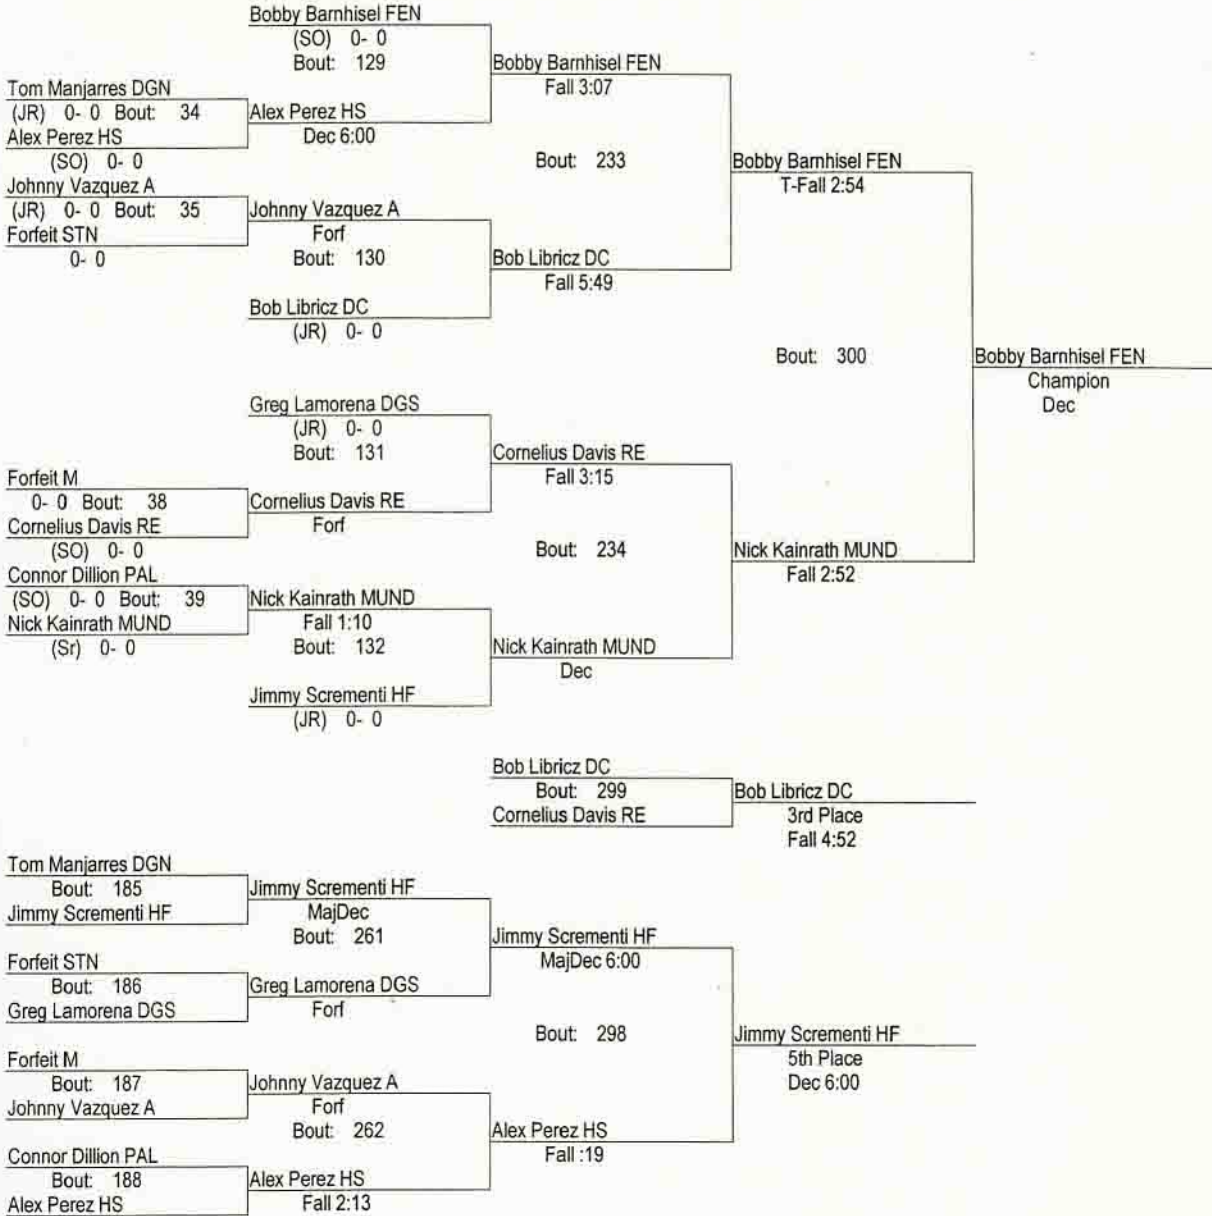 Bobby Barnhisel FEN
(SO) 0- 0
Bout: 129
Bobby Barnhisel FEN
Fall 3:07
Tom Manjarres DGN
(JR) 0- 0 Bout: 34
Alex Perez HS
Dec 6:00
Alex Perez HS
(SO) 0- 0
Bout: 233
Bobby Barnhisel FEN
T-Fall 2:54
Johnny Vazquez A
(JR) 0- 0 Bout: 35
Johnny Vazquez A
Forf
Forfeit STN
0- 0
Bout: 130
Bob Libricz DC
Fall 5:49
Bob Libricz DC
(JR) 0- 0
Bout: 300
Bobby Barnhisel FEN
Champion
Dec
Greg Lamorena DGS
(JR) 0- 0
Bout: 131
Cornelius Davis RE
Fall 3:15
Forfeit M
0- 0 Bout: 38
Cornelius Davis RE
Forf
Cornelius Davis RE
(SO) 0- 0
Bout: 234
Nick Kainrath MUND
Fall 2:52
Connor Dillion PAL
(SO) 0- 0 Bout: 39
Nick Kainrath MUND
Fall 1:10
Nick Kainrath MUND
(Sr) 0- 0
Bout: 132
Nick Kainrath MUND
Dec
Jimmy Scrementi HF
(JR) 0- 0
Bob Libricz DC
Bout: 299
Cornelius Davis RE
Bob Libricz DC
3rd Place
Fall 4:52
Tom Manjarres DGN
Bout: 185
Jimmy Scrementi HF
Jimmy Scrementi HF
MajDec
Bout: 261
Jimmy Scrementi HF
MajDec 6:00
Forfeit STN
Bout: 186
Greg Lamorena DGS
Greg Lamorena DGS
Forf
Bout: 298
Jimmy Scrementi HF
5th Place
Dec 6:00
Forfeit M
Bout: 187
Johnny Vazquez A
Johnny Vazquez A
Forf
Bout: 262
Alex Perez HS
Fall :19
Connor Dillion PAL
Bout: 188
Alex Perez HS
Alex Perez HS
Fall 2:13